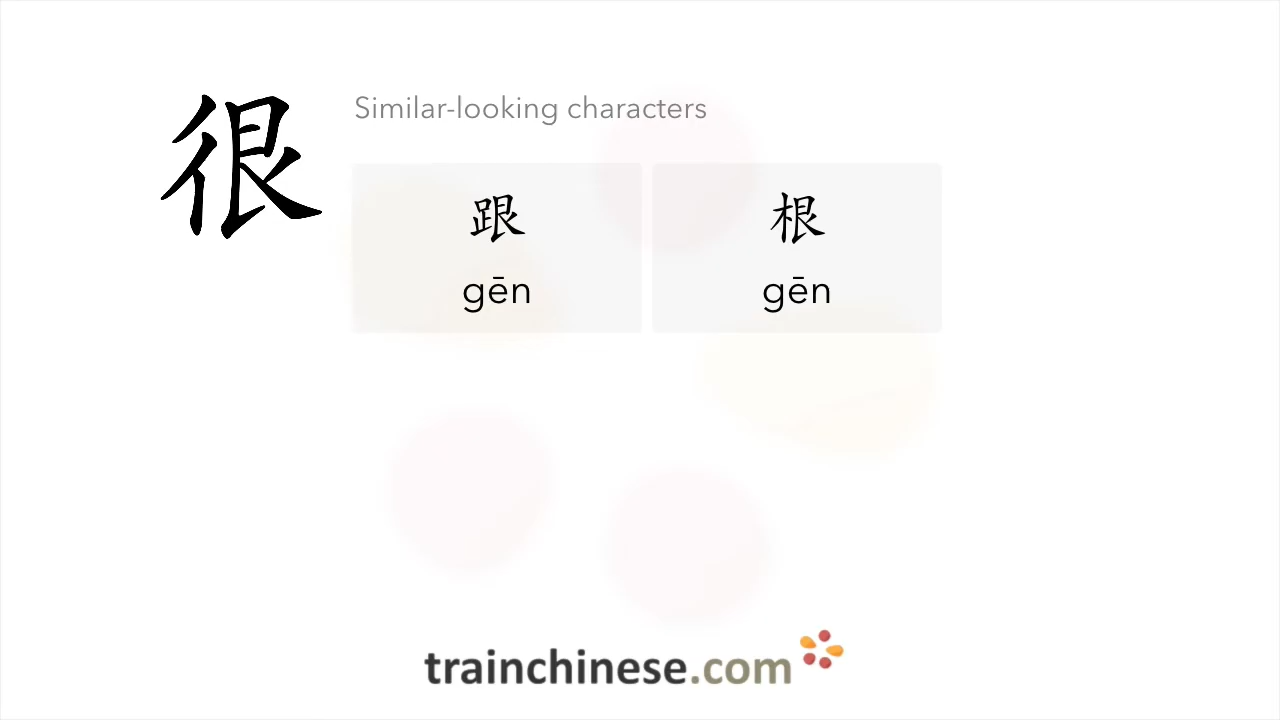 很
Similar-looking characters
跟 根
gēn gēn
trainchinese.com